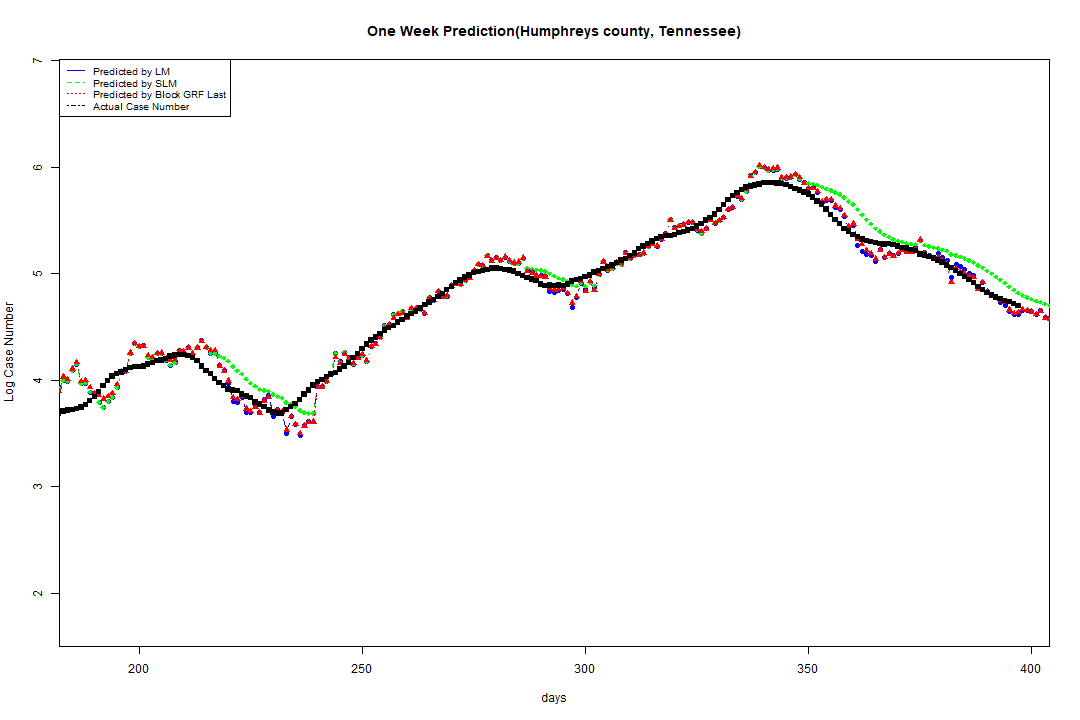 One Week Prediction(Humphreys county, Tennessee)
Predicted by LM
Predicted by SLM
Predicted by Block GRF Last
Actual Case Number
7
6
5
4
3
2
Log Case Number
200 250 300 350 400
days